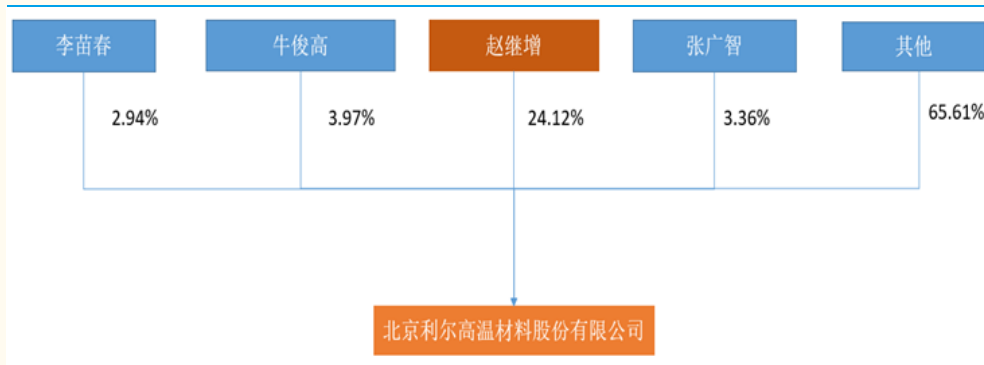 李苗春
牛俊高
赵继增
张广智
其他
2.94%
3.97%
24.12%
3.36%
65.61%
北京利尔高温材料股份有限公司